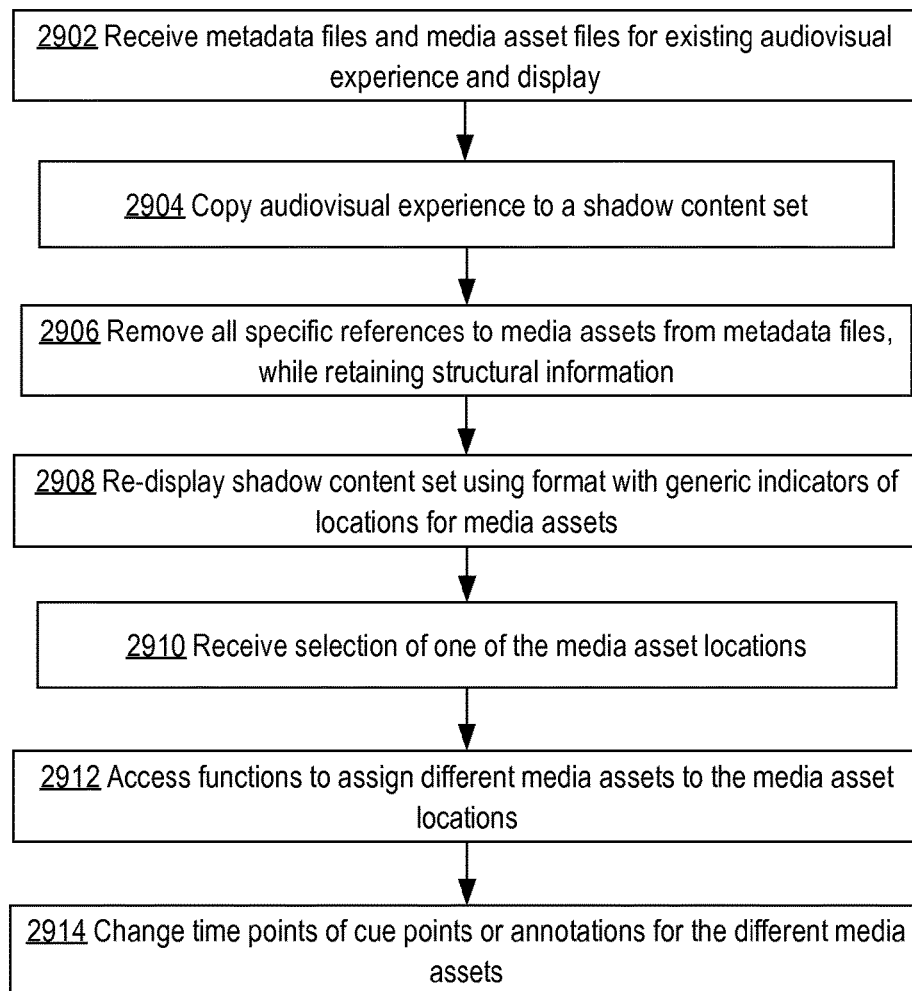 2902 Receive metadata files and media asset files for existing audiovisual
experience and display
2904 Copy audiovisual experience to a shadow content set
2906 Remove all specific references to media assets from metadata files,
while retaining structural information
2908 Re-display shadow content set using format with generic indicators of
locations for media assets
2910 Receive selection of one of the media asset locations
2912 Access functions to assign different media assets to the media asset
locations
2914 Change time points of cue points or annotations for the different media
assets